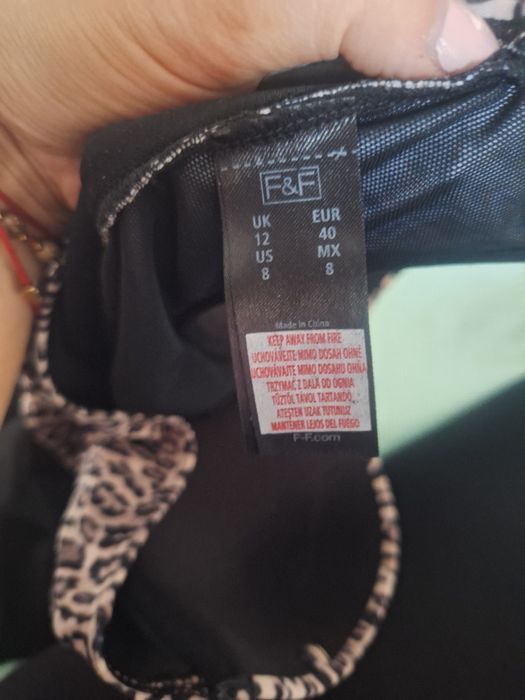 F&F
UK EUR
12 40
US MX
8 8
Made in China
KEEP AWAY FROM FIRE
UCHOVÁVEJTE MIMO DOSAH OHNĚ
UCHOVÁVAJTE MIMO DOSAHU OHŇA
TRZYMAĆ Z DALA OD OGNIA
TŰZTŐL TÁVOL TARTANDÓ
ATEŞTEN UZAK TUTUNUZ
MANTENER LEJOS DEL FUEGO
F-F.com